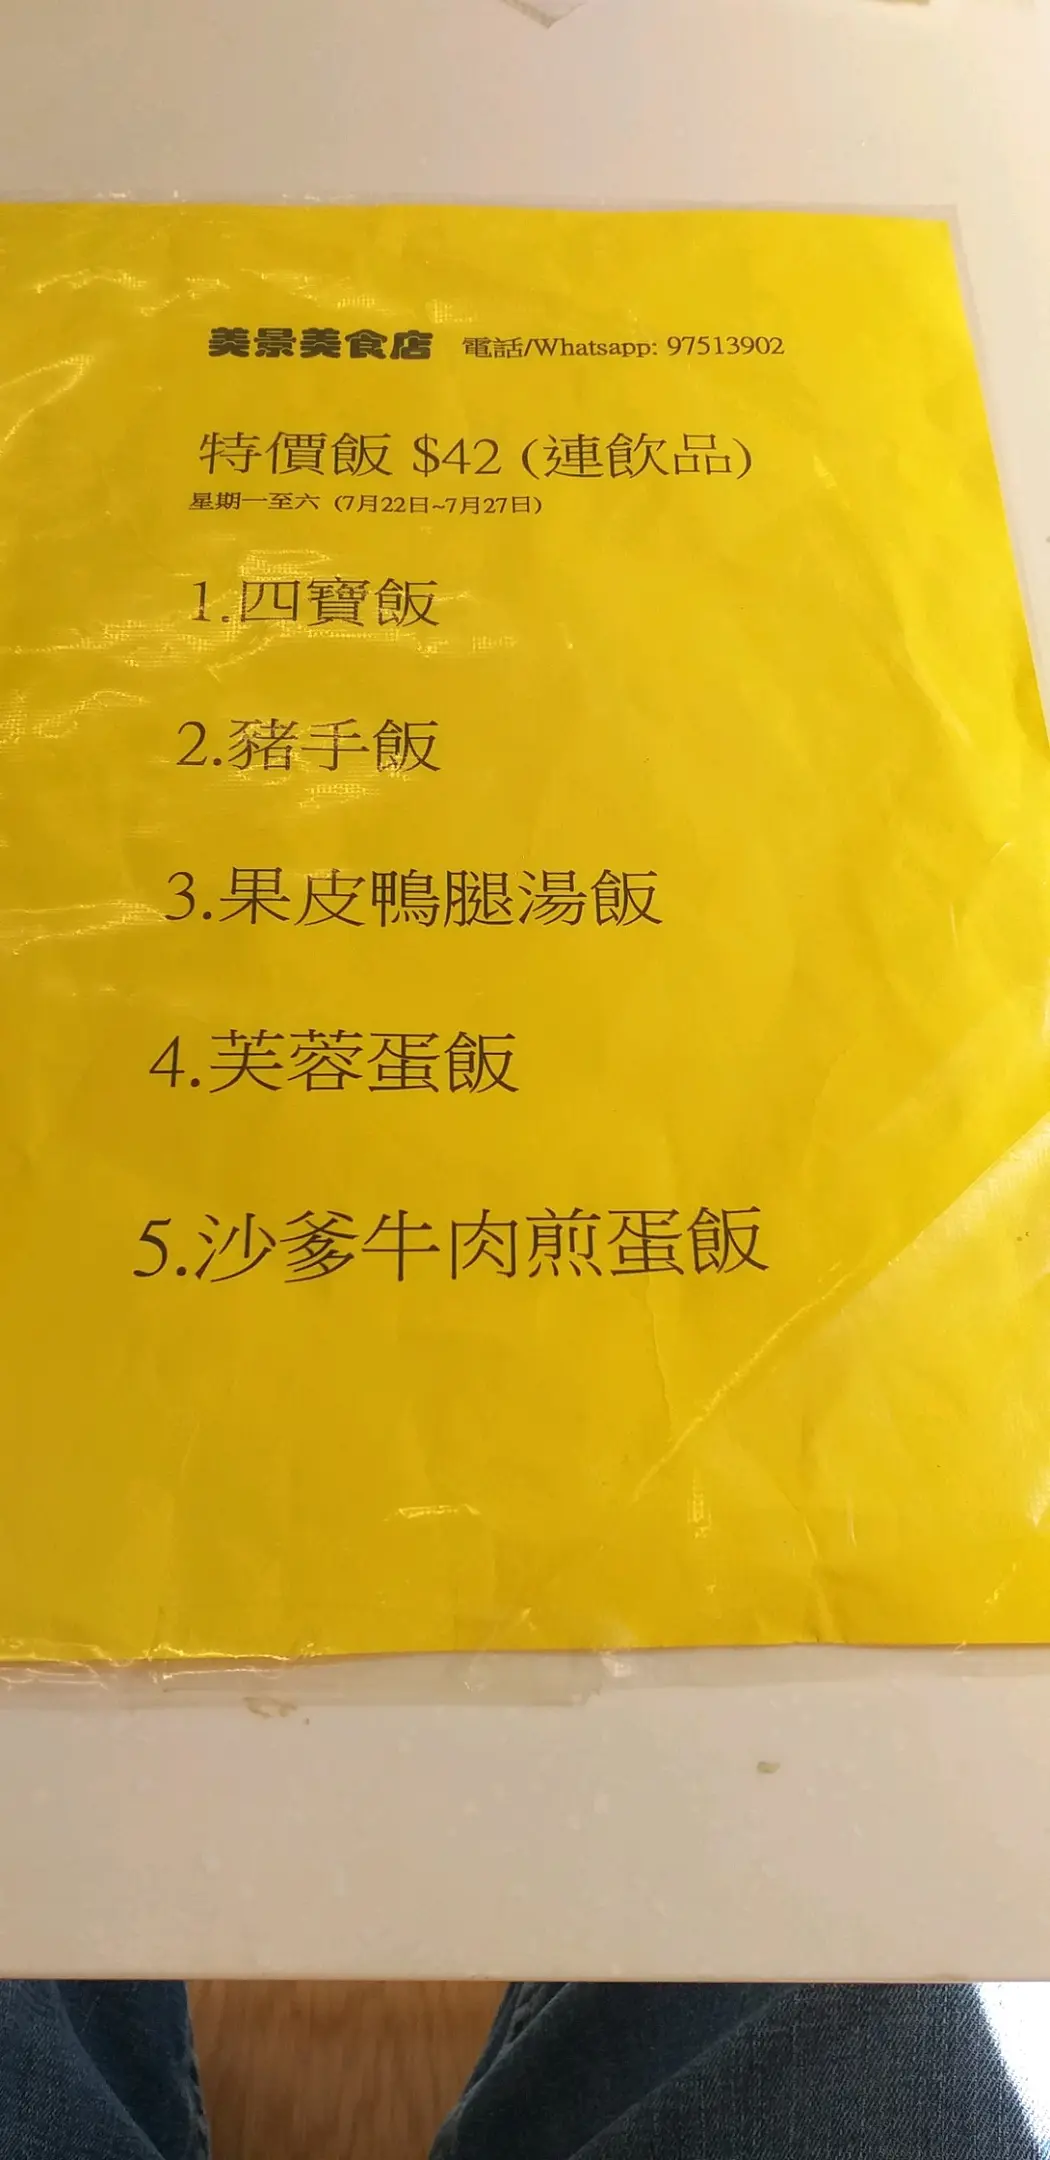 美景美食店 電話/Whatsapp: 97513902
特價飯 $42 (連飲品)
星期一至六 (7月22日~7月27日)
1.四寶飯
2.豬手飯
3.果皮鴨腿湯飯
4.芙蓉蛋飯
5.沙爹牛肉煎蛋飯